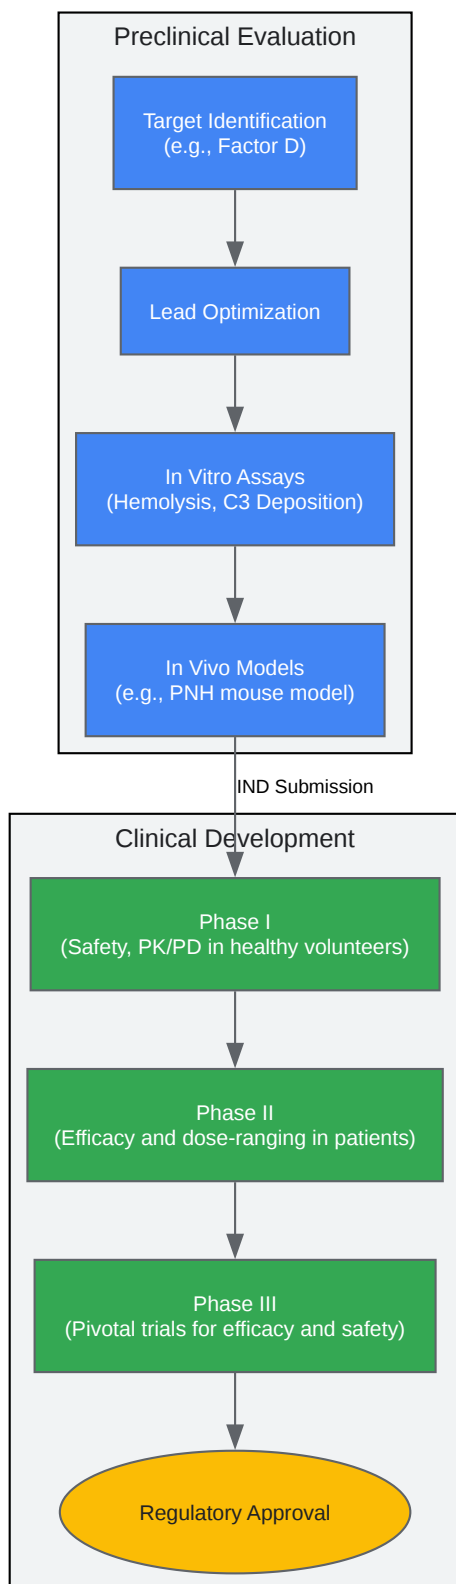 Preclinical Evaluation
Target Identification
(e.g., Factor D)
Lead Optimization
In Vitro Assays
(Hemolysis, C3 Deposition)
In Vivo Models
(e.g., PNH mouse model)
IND Submission
Clinical Development
Phase I
(Safety, PK/PD in healthy volunteers)
Phase II
(Efficacy and dose-ranging in patients)
Phase III
(Pivotal trials for efficacy and safety)
Regulatory Approval